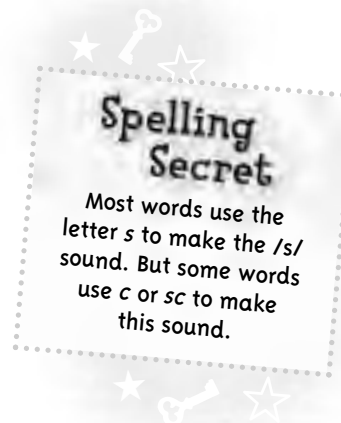 Spelling
Secret
Most words use the
letter s to make the /s/
sound. But some words
use c or sc to make
this sound.